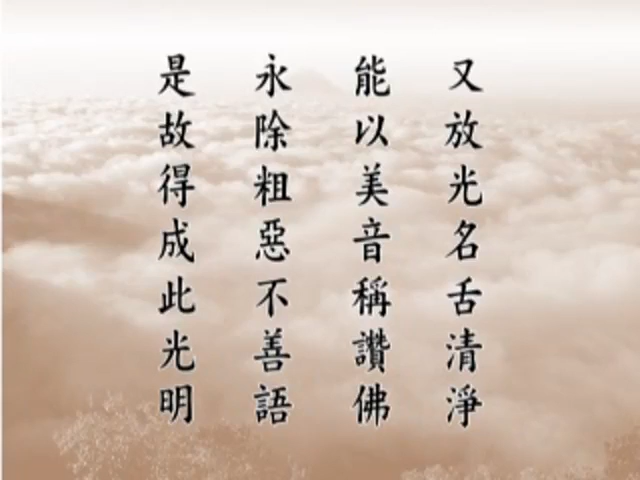 又放光名舌清淨
能以美音稱讚佛
永除粗惡不善語
是故得成此光明